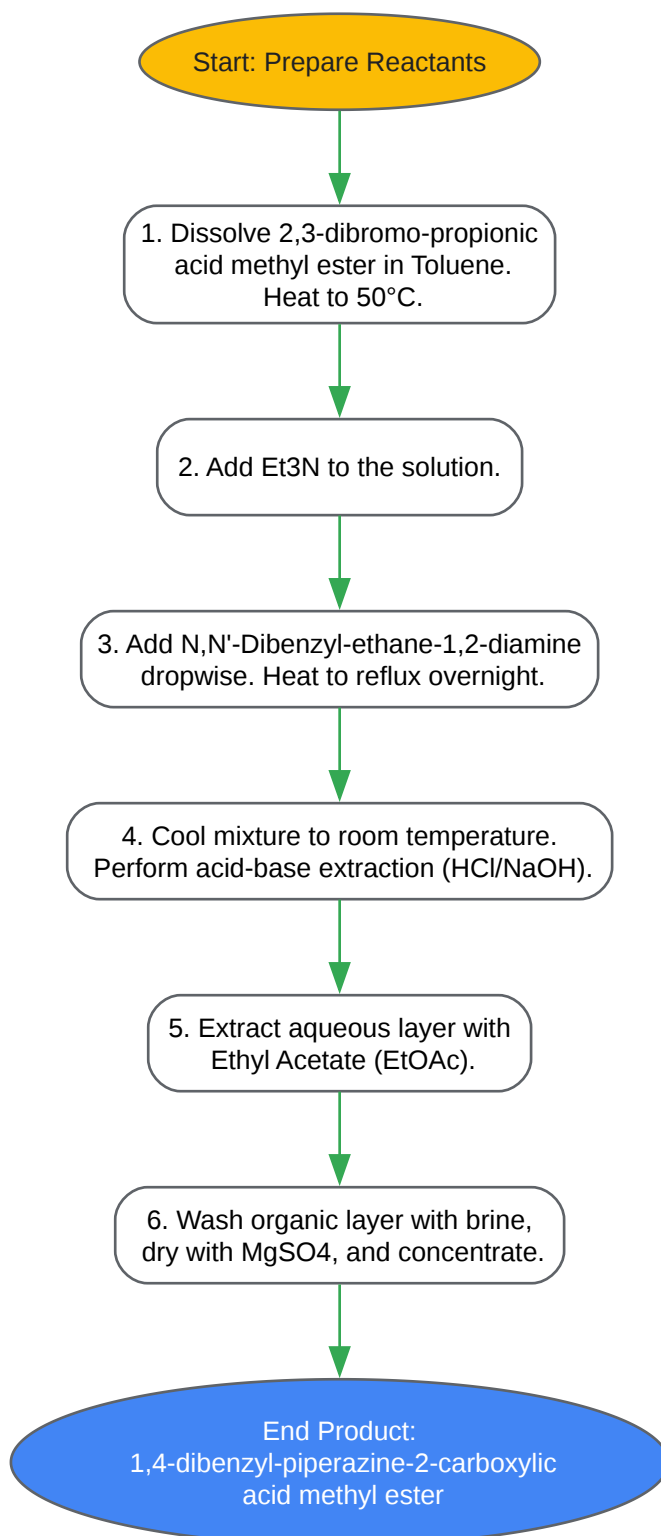 Start: Prepare Reactants
1. Dissolve 2,3-dibromo-propionic
acid methyl ester in Toluene.
Heat to 50°C.
2. Add Et3N to the solution.
3. Add N,N'-Dibenzyl-ethane-1,2-diamine
dropwise. Heat to reflux overnight.
4. Cool mixture to room temperature.
Perform acid-base extraction (HCl/NaOH).
5. Extract aqueous layer with
Ethyl Acetate (EtOAc).
6. Wash organic layer with brine,
dry with MgSO4, and concentrate.
End Product:
1,4-dibenzyl-piperazine-2-carboxylic
acid methyl ester